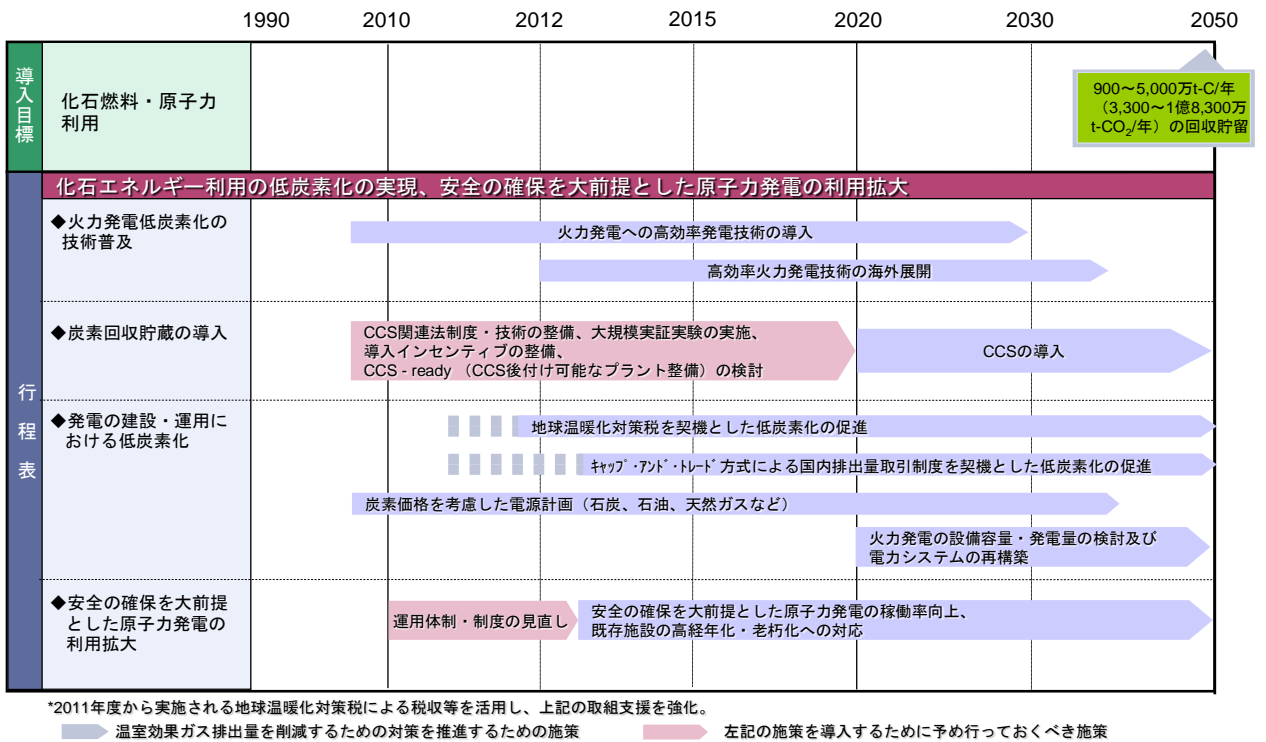 1990 2010 2012 2015 2020 2030 2050
導入目標
化石燃料・原子力
利用
900～5,000万t-C/年
（3,300～1億8,300万
t-CO₂/年）の回収貯留
行程表
化石エネルギー利用の低炭素化の実現、安全の確保を大前提とした原子力発電の利用拡大
◆火力発電低炭素化の
技術普及
火力発電への高効率発電技術の導入
高効率火力発電技術の海外展開
◆炭素回収貯蔵の導入
CCS関連法制度・技術の整備、大規模実証実験の実施、
導入インセンティブの整備、
CCS - ready （CCS後付け可能なプラント整備）の検討
CCSの導入
◆発電の建設・運用に
おける低炭素化
地球温暖化対策税を契機とした低炭素化の促進
ｷｬｯﾌﾟ･ｱﾝﾄﾞ･ﾄﾚｰﾄﾞ方式による国内排出量取引制度を契機とした低炭素化の促進
炭素価格を考慮した電源計画（石炭、石油、天然ガスなど）
火力発電の設備容量・発電量の検討及び
電力システムの再構築
◆安全の確保を大前提
とした原子力発電の
利用拡大
運用体制・制度の見直し
安全の確保を大前提とした原子力発電の稼働率向上、
既存施設の高経年化・老朽化への対応
*2011年度から実施される地球温暖化対策税による税収等を活用し、上記の取組支援を強化。
温室効果ガス排出量を削減するための対策を推進するための施策
左記の施策を導入するために予め行っておくべき施策